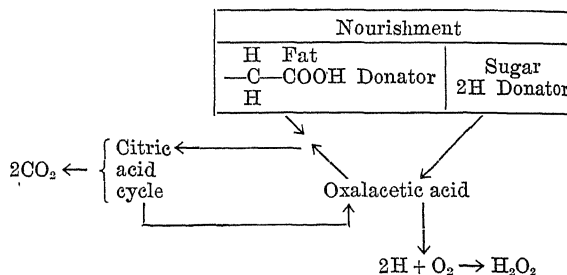 Nourishment
H Fat
—C—COOH Donator
H
Sugar
2H Donator
2CO₂ ← { Citric
acid
cycle
Oxalacetic acid
2H + O₂ → H₂O₂